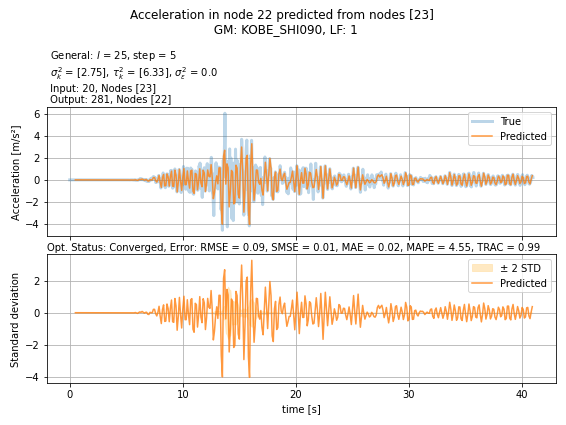 Acceleration in node 22 predicted from nodes [23]
GM: KOBE_SHI090, LF: 1
General: l = 25, step = 5
σ²ₖ = [2.75], τ²ₖ = [6.33], σ²ε = 0.0
Input: 20, Nodes [23]
Output: 281, Nodes [22]
Acceleration [m/s²]
6
4
2
0
−2
−4
True
Predicted
Opt. Status: Converged, Error: RMSE = 0.09, SMSE = 0.01, MAE = 0.02, MAPE = 4.55, TRAC = 0.99
Standard deviation
2
0
−2
−4
± 2 STD
Predicted
0
10
20
30
40
time [s]